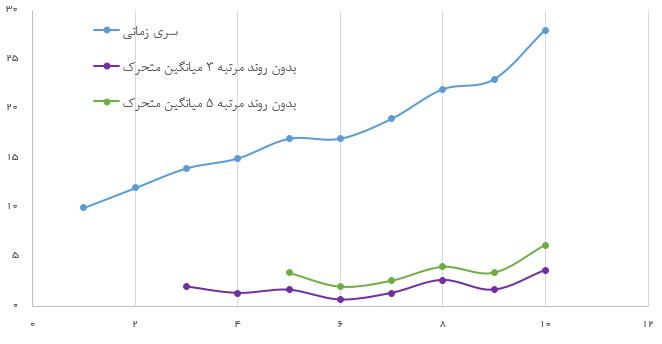 ۳۰
سری زمانی
۲۵
بدون روند مرتبه ۳ میانگین متحرک
۲۰
بدون روند مرتبه ۵ میانگین متحرک
۱۵
۱۰
۵
۰
۰ ۲ ۴ ۶ ۸ ۱۰ ۱۲